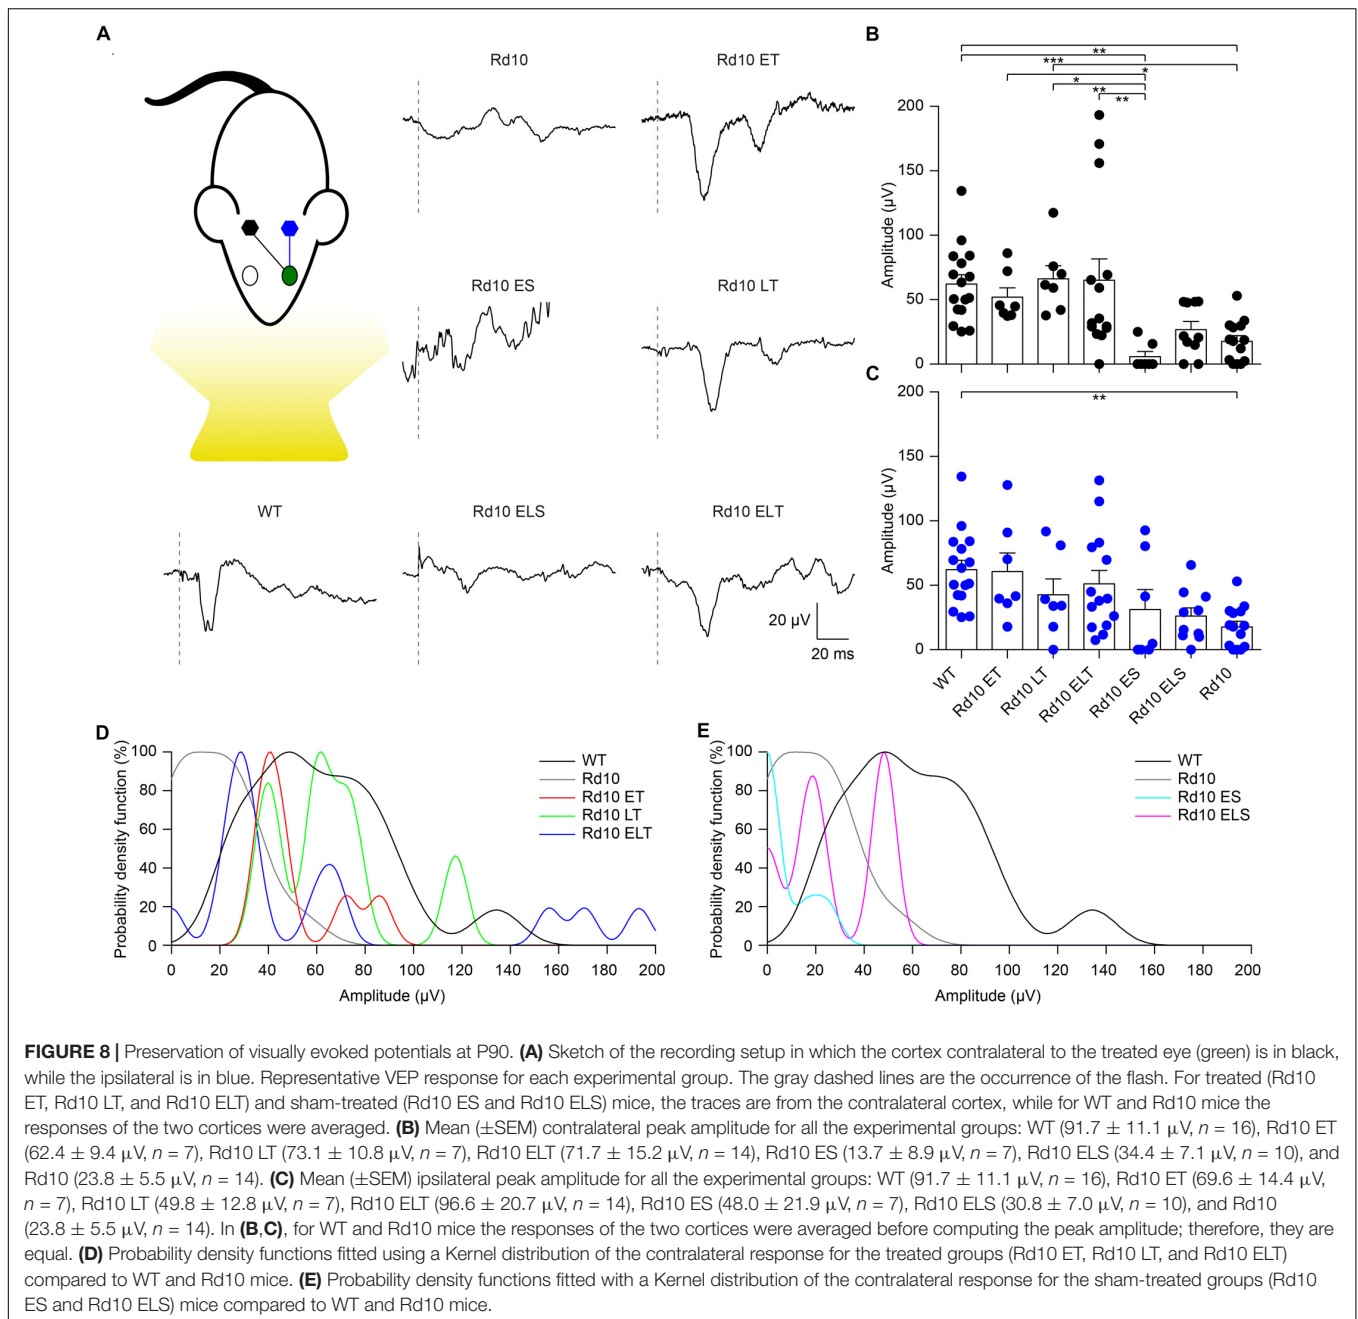 A
Rd10
Rd10 ET
Rd10 ES
Rd10 LT
WT
Rd10 ELS
Rd10 ELT
20 µV
20 ms
B
**
***
*
*
**
**
Amplitude (µV)
200
150
100
50
0
C
**
Amplitude (µV)
200
150
100
50
0
WT
Rd10 ET
Rd10 LT
Rd10 ELT
Rd10 ES
Rd10 ELS
Rd10
D
Probability density function (%)
100
80
60
40
20
0
0 20 40 60 80 100 120 140 160 180 200
Amplitude (µV)
WT
Rd10
Rd10 ET
Rd10 LT
Rd10 ELT
E
Probability density function (%)
100
80
60
40
20
0
0 20 40 60 80 100 120 140 160 180 200
Amplitude (µV)
WT
Rd10
Rd10 ES
Rd10 ELS
FIGURE 8 | Preservation of visually evoked potentials at P90. (A) Sketch of the recording setup in which the cortex contralateral to the treated eye (green) is in black,
while the ipsilateral is in blue. Representative VEP response for each experimental group. The gray dashed lines are the occurrence of the flash. For treated (Rd10
ET, Rd10 LT, and Rd10 ELT) and sham-treated (Rd10 ES and Rd10 ELS) mice, the traces are from the contralateral cortex, while for WT and Rd10 mice the
responses of the two cortices were averaged. (B) Mean (±SEM) contralateral peak amplitude for all the experimental groups: WT (91.7 ± 11.1 µV, n = 16), Rd10 ET
(62.4 ± 9.4 µV, n = 7), Rd10 LT (73.1 ± 10.8 µV, n = 7), Rd10 ELT (71.7 ± 15.2 µV, n = 14), Rd10 ES (13.7 ± 8.9 µV, n = 7), Rd10 ELS (34.4 ± 7.1 µV, n = 10), and
Rd10 (23.8 ± 5.5 µV, n = 14). (C) Mean (±SEM) ipsilateral peak amplitude for all the experimental groups: WT (91.7 ± 11.1 µV, n = 16), Rd10 ET (69.6 ± 14.4 µV,
n = 7), Rd10 LT (49.8 ± 12.8 µV, n = 7), Rd10 ELT (96.6 ± 20.7 µV, n = 14), Rd10 ES (48.0 ± 21.9 µV, n = 7), Rd10 ELS (30.8 ± 7.0 µV, n = 10), and Rd10
(23.8 ± 5.5 µV, n = 14). In (B,C), for WT and Rd10 mice the responses of the two cortices were averaged before computing the peak amplitude; therefore, they are
equal. (D) Probability density functions fitted using a Kernel distribution of the contralateral response for the treated groups (Rd10 ET, Rd10 LT, and Rd10 ELT)
compared to WT and Rd10 mice. (E) Probability density functions fitted with a Kernel distribution of the contralateral response for the sham-treated groups (Rd10
ES and Rd10 ELS) mice compared to WT and Rd10 mice.